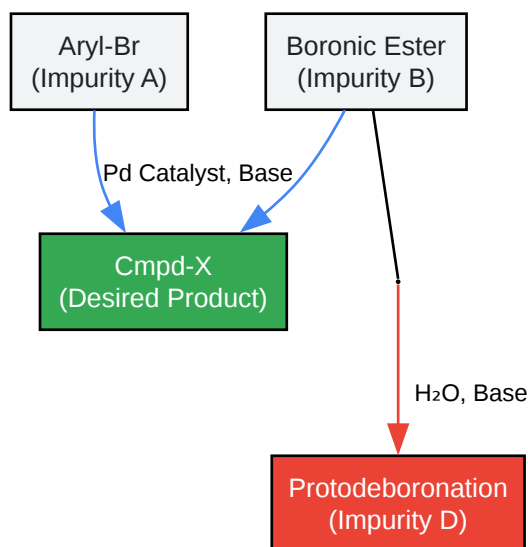 Aryl-Br
(Impurity A)
Boronic Ester
(Impurity B)
Pd Catalyst, Base
Cmpd-X
(Desired Product)
H₂O, Base
Protodeboronation
(Impurity D)